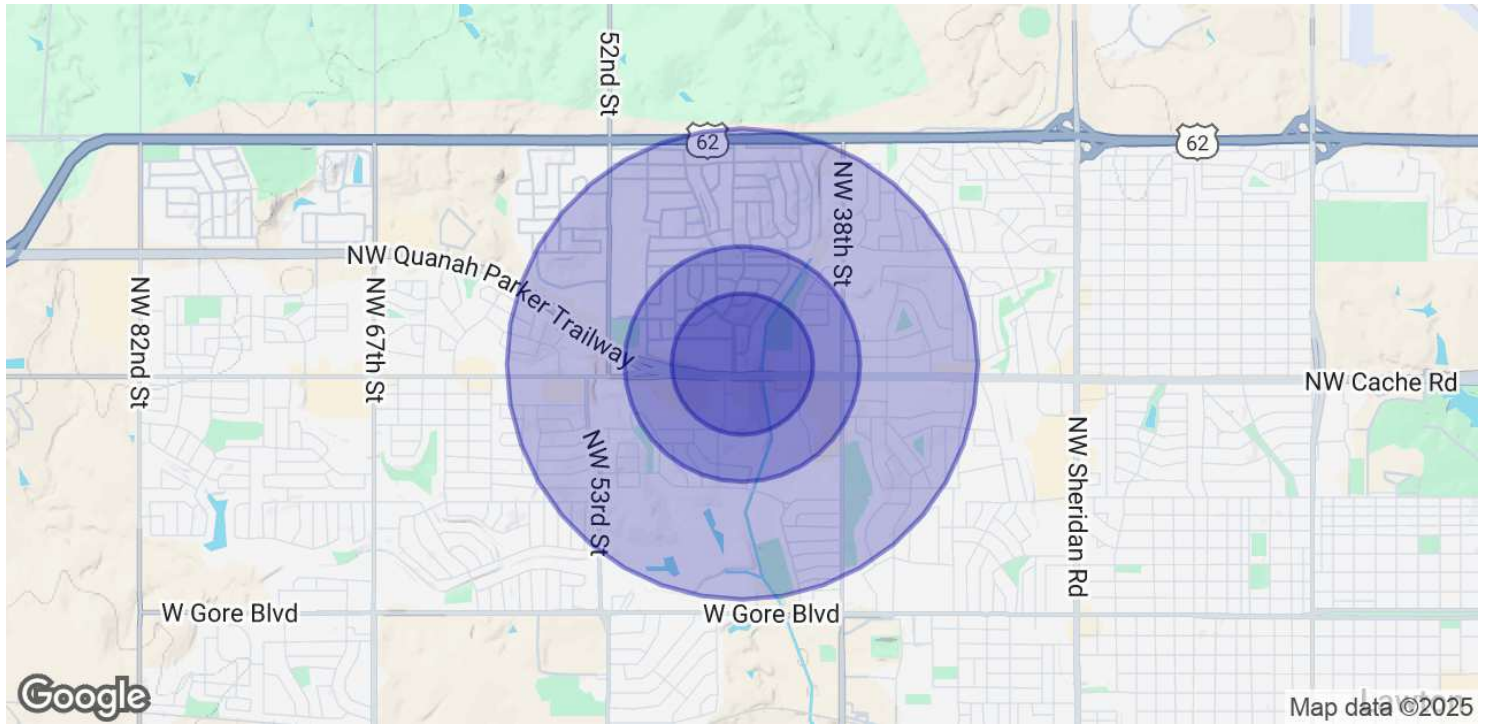 52nd St
62
62
NW 38th St
NW Quanah Parker Trailway
NW 82nd St
NW 67th St
NW Cache Rd
NW 53rd St
NW Sheridan Rd
W Gore Blvd
W Gore Blvd
Google
Map data ©2025
Lawton